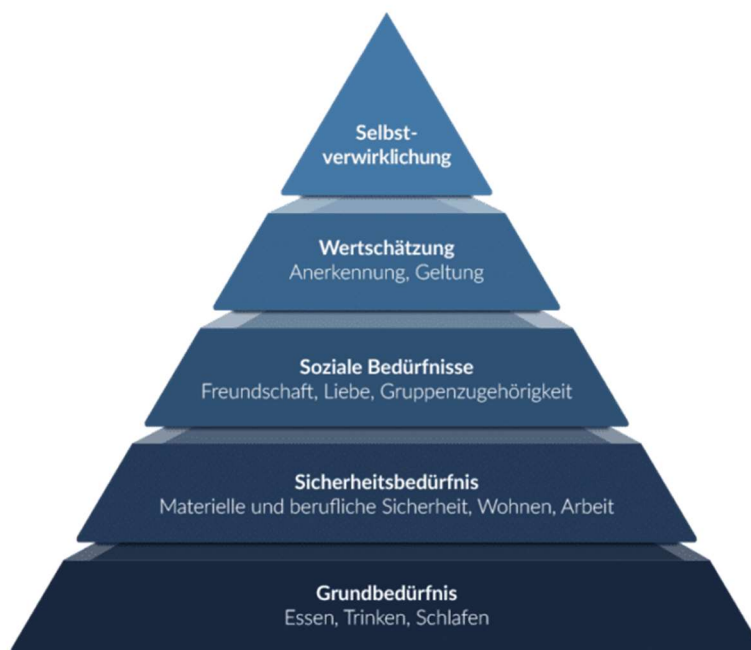 Selbst-
verwirklichung
Wertschätzung
Anerkennung, Geltung
Soziale Bedürfnisse
Freundschaft, Liebe, Gruppenzugehörigkeit
Sicherheitsbedürfnis
Materielle und berufliche Sicherheit, Wohnen, Arbeit
Grundbedürfnis
Essen, Trinken, Schlafen